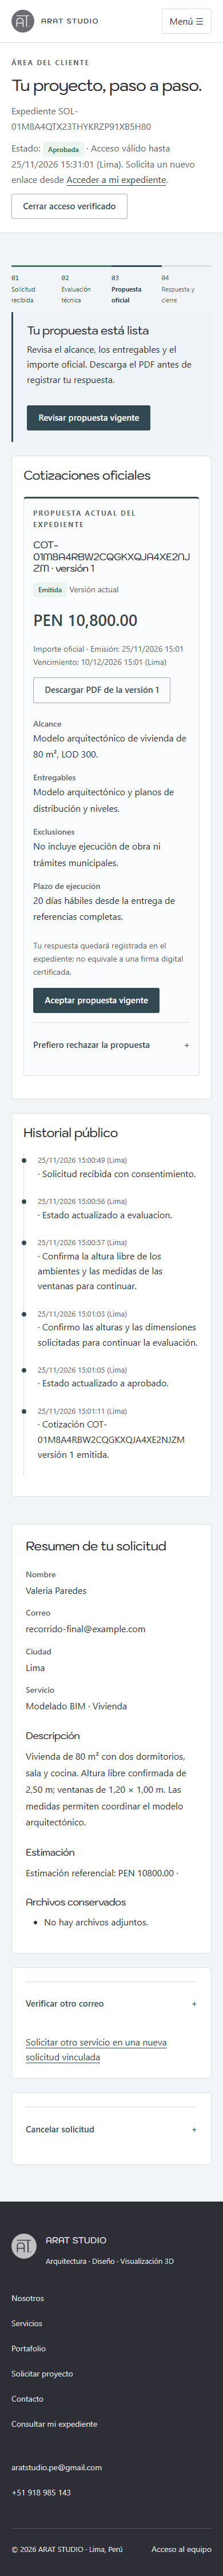 ARAT STUDIO
Menú ☰
ÁREA DEL CLIENTE
Tu proyecto, paso a paso.
Expediente SOL-
01M8A4QTX23THYKRZP91XB5H80
Estado: Aprobada · Acceso válido hasta
25/11/2026 15:31:01 (Lima). Solicita un nuevo
enlace desde Acceder a mi expediente.
Cerrar acceso verificado
01 02 03 04
Solicitud Evaluación Propuesta Respuesta y
recibida técnica oficial cierre
Tu propuesta está lista
Revisa el alcance, los entregables y el
importe oficial. Descarga el PDF antes de
registrar tu respuesta.
Revisar propuesta vigente
Cotizaciones oficiales
PROPUESTA ACTUAL DEL
EXPEDIENTE
COT-
01M8A4RBW2CQGKXQJA4XE2NJ
ZM · versión 1
Emitida Versión actual
PEN 10,800.00
Importe oficial · Emisión: 25/11/2026 15:01
Vencimiento: 10/12/2026 15:01 (Lima)
Descargar PDF de la versión 1
Alcance
Modelo arquitectónico de vivienda de
80 m², LOD 300.
Entregables
Modelo arquitectónico y planos de
distribución y niveles.
Exclusiones
No incluye ejecución de obra ni
trámites municipales.
Plazo de ejecución
20 días hábiles desde la entrega de
referencias completas.
Tu respuesta quedará registrada en el
expediente; no equivale a una firma digital
certificada.
Aceptar propuesta vigente
Prefiero rechazar la propuesta +
Historial público
25/11/2026 15:00:49 (Lima)
· Solicitud recibida con consentimiento.
25/11/2026 15:00:56 (Lima)
· Estado actualizado a evaluacion.
25/11/2026 15:00:57 (Lima)
· Confirma la altura libre de los
ambientes y las medidas de las
ventanas para continuar.
25/11/2026 15:01:03 (Lima)
· Confirmo las alturas y las dimensiones
solicitadas para continuar la evaluación.
25/11/2026 15:01:05 (Lima)
· Estado actualizado a aprobado.
25/11/2026 15:01:11 (Lima)
· Cotización COT-
01M8A4RBW2CQGKXQJA4XE2NJZM
versión 1 emitida.
Resumen de tu solicitud
Nombre
Valeria Paredes
Correo
recorrido-final@example.com
Ciudad
Lima
Servicio
Modelado BIM · Vivienda
Descripción
Vivienda de 80 m² con dos dormitorios,
sala y cocina. Altura libre confirmada de
2,50 m; ventanas de 1,20 × 1,00 m. Las
medidas permiten coordinar el modelo
arquitectónico.
Estimación
Estimación referencial: PEN 10800.00 ·
Archivos conservados
• No hay archivos adjuntos.
Verificar otro correo +
Solicitar otro servicio en una nueva
solicitud vinculada
Cancelar solicitud +
ARAT STUDIO
Arquitectura · Diseño · Visualización 3D
Nosotros
Servicios
Portafolio
Solicitar proyecto
Contacto
Consultar mi expediente
aratstudio.pe@gmail.com
+51 918 985 143
© 2026 ARAT STUDIO · Lima, Perú Acceso al equipo